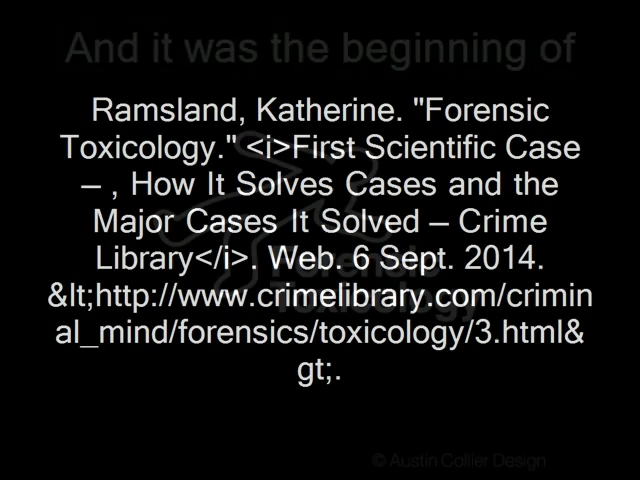 And it was the beginning of
Ramsland, Katherine. "Forensic
Toxicology." <i>First Scientific Case
– , How It Solves Cases and the
Major Cases It Solved – Crime
Library</i>. Web. 6 Sept. 2014.
&lt;http://www.crimelibrary.com/crimin
al_mind/forensics/toxicology/3.html&
gt;.
Forensic
Toxicology
© Austin Collier Design